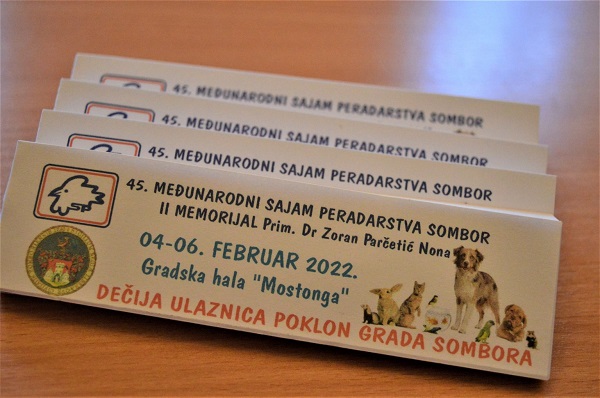 45. MEĐUNARODNI SAJAM PERADARSTVA SOMBOR
45. MEĐUNARODNI SAJAM PERADARSTVA SOMBOR
45. MEĐUNARODNI SAJAM PERADARSTVA SOMBOR
45. MEĐUNARODNI SAJAM PERADARSTVA SOMBOR
II MEMORIJAL Prim. Dr Zoran Parčetić Nona
04-06. FEBRUAR 2022.
Gradska hala "Mostonga"
DEČIJA ULAZNICA POKLON GRADA SOMBORA